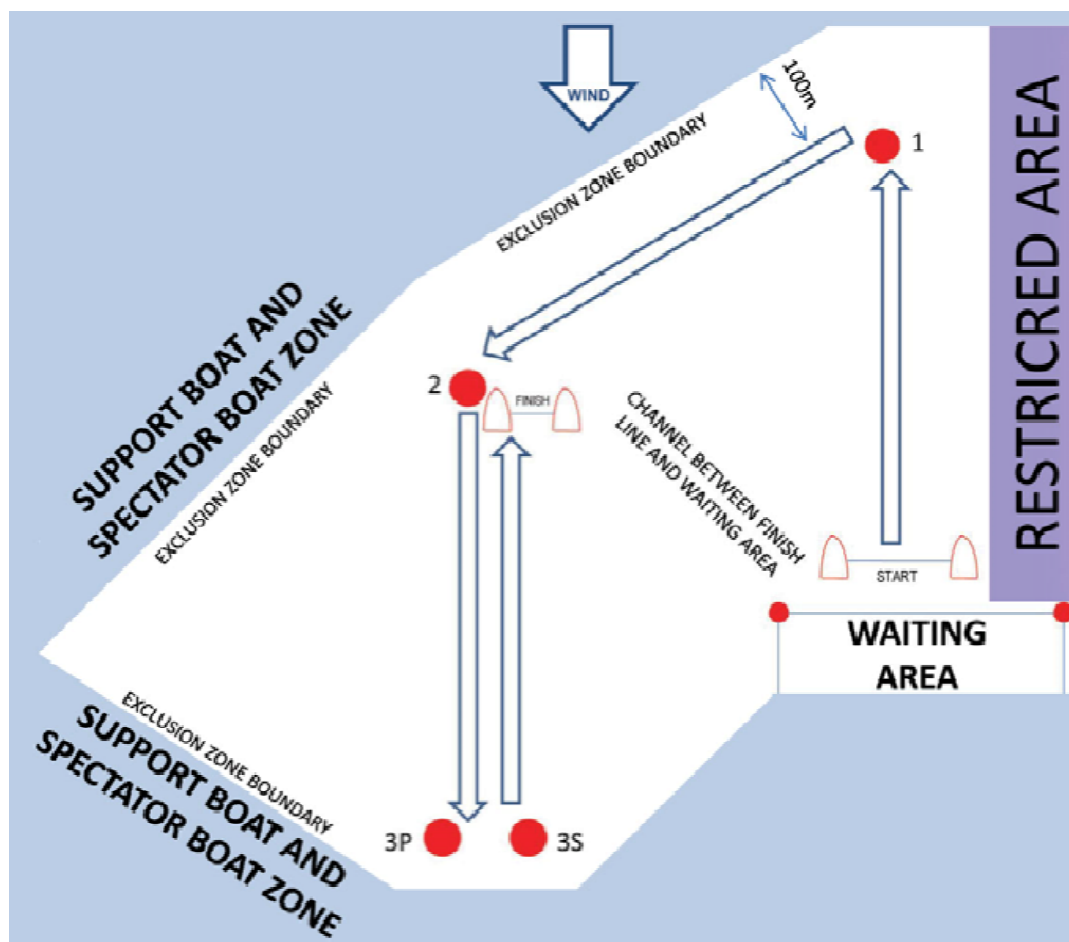 WIND
100m
1
EXCLUSION ZONE BOUNDARY
RESTRICRED AREA
SUPPORT BOAT AND
SPECTATOR BOAT ZONE
EXCLUSION ZONE BOUNDARY
2
FINISH
CHANNEL BETWEEN FINISH
LINE AND WAITING AREA
START
WAITING
AREA
EXCLUSION ZONE BOUNDARY
SUPPORT BOAT AND
SPECTATOR BOAT ZONE
3P
3S